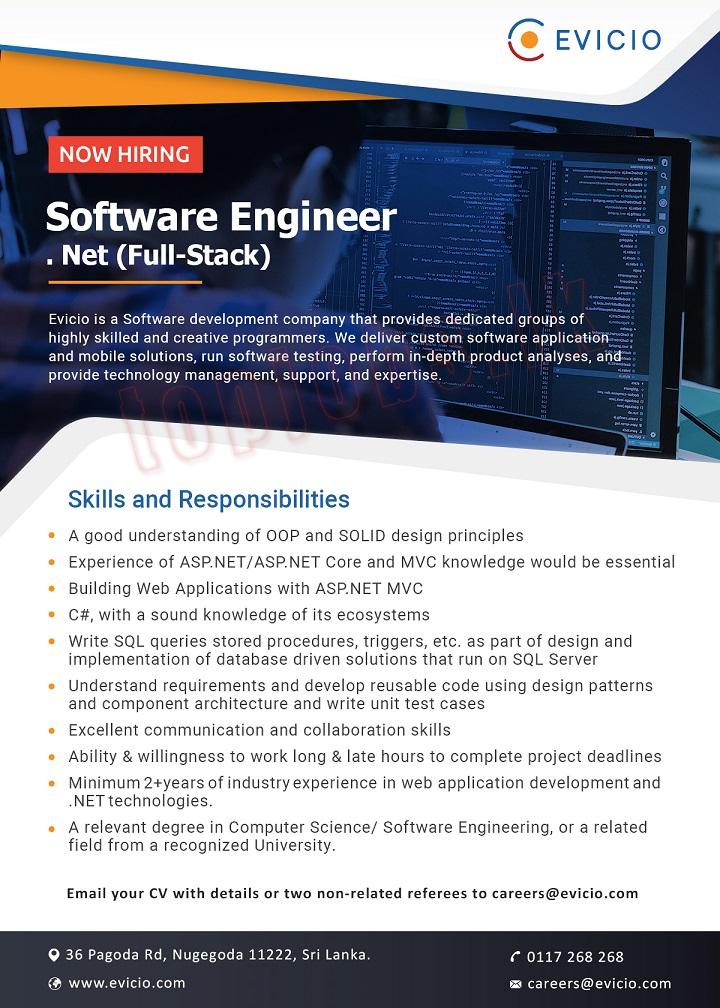 EVICIO
NOW HIRING
Software Engineer
. Net (Full-Stack)
Evicio is a Software development company that provides dedicated groups of
highly skilled and creative programmers. We deliver custom software application
and mobile solutions, run software testing, perform in-depth product analyses, and
provide technology management, support, and expertise.
topjobs.lk
Skills and Responsibilities
A good understanding of OOP and SOLID design principles
Experience of ASP.NET/ASP.NET Core and MVC knowledge would be essential
Building Web Applications with ASP.NET MVC
C#, with a sound knowledge of its ecosystems
Write SQL queries stored procedures, triggers, etc. as part of design and
implementation of database driven solutions that run on SQL Server
Understand requirements and develop reusable code using design patterns
and component architecture and write unit test cases
Excellent communication and collaboration skills
Ability & willingness to work long & late hours to complete project deadlines
Minimum 2+years of industry experience in web application development and
.NET technologies.
A relevant degree in Computer Science/ Software Engineering, or a related
field from a recognized University.
Email your CV with details or two non-related referees to careers@evicio.com
36 Pagoda Rd, Nugegoda 11222, Sri Lanka.
0117 268 268
www.evicio.com
careers@evicio.com